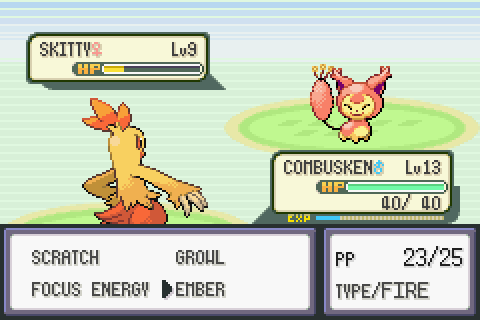 SKITTY♀ Lv9
HP
COMBUSKEN♂ Lv13
HP
40/ 40
EXP
SCRATCH GROWL
FOCUS ENERGY ▶EMBER
PP 23/25
TYPE/FIRE